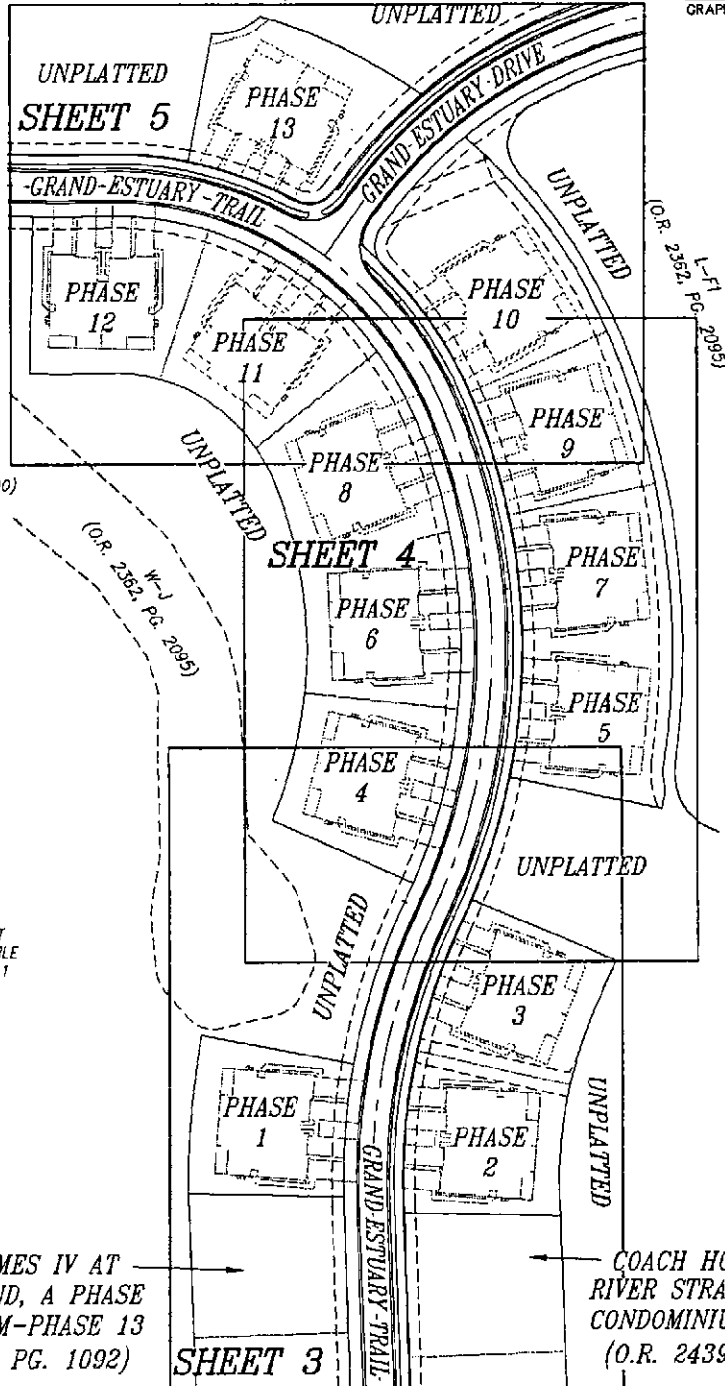 GRAPH
UNPLATTED
UNPLATTED
SHEET 5
PHASE
13
GRAND-ESTUARY-DRIVE
-GRAND-ESTUARY-TRAIL
UNPLATTED
L-F1
(O.R. 2362, PG. 2095)
PHASE
12
PHASE
10
PHASE
11
PHASE
9
UNPLATTED
PHASE
8
W-J
(O.R. 2362, PG. 2095)
SHEET 4
PHASE
7
PHASE
6
PHASE
5
PHASE
4
UNPLATTED
UNPLATTED
PHASE
3
PHASE
1
PHASE
2
UNPLATTED
-GRAND-ESTUARY-TRAIL-
MES IV AT
ND, A PHASE
M-PHASE 13
PG. 1092)
COACH HO
RIVER STRA
CONDOMINIU
(O.R. 2439
SHEET 3